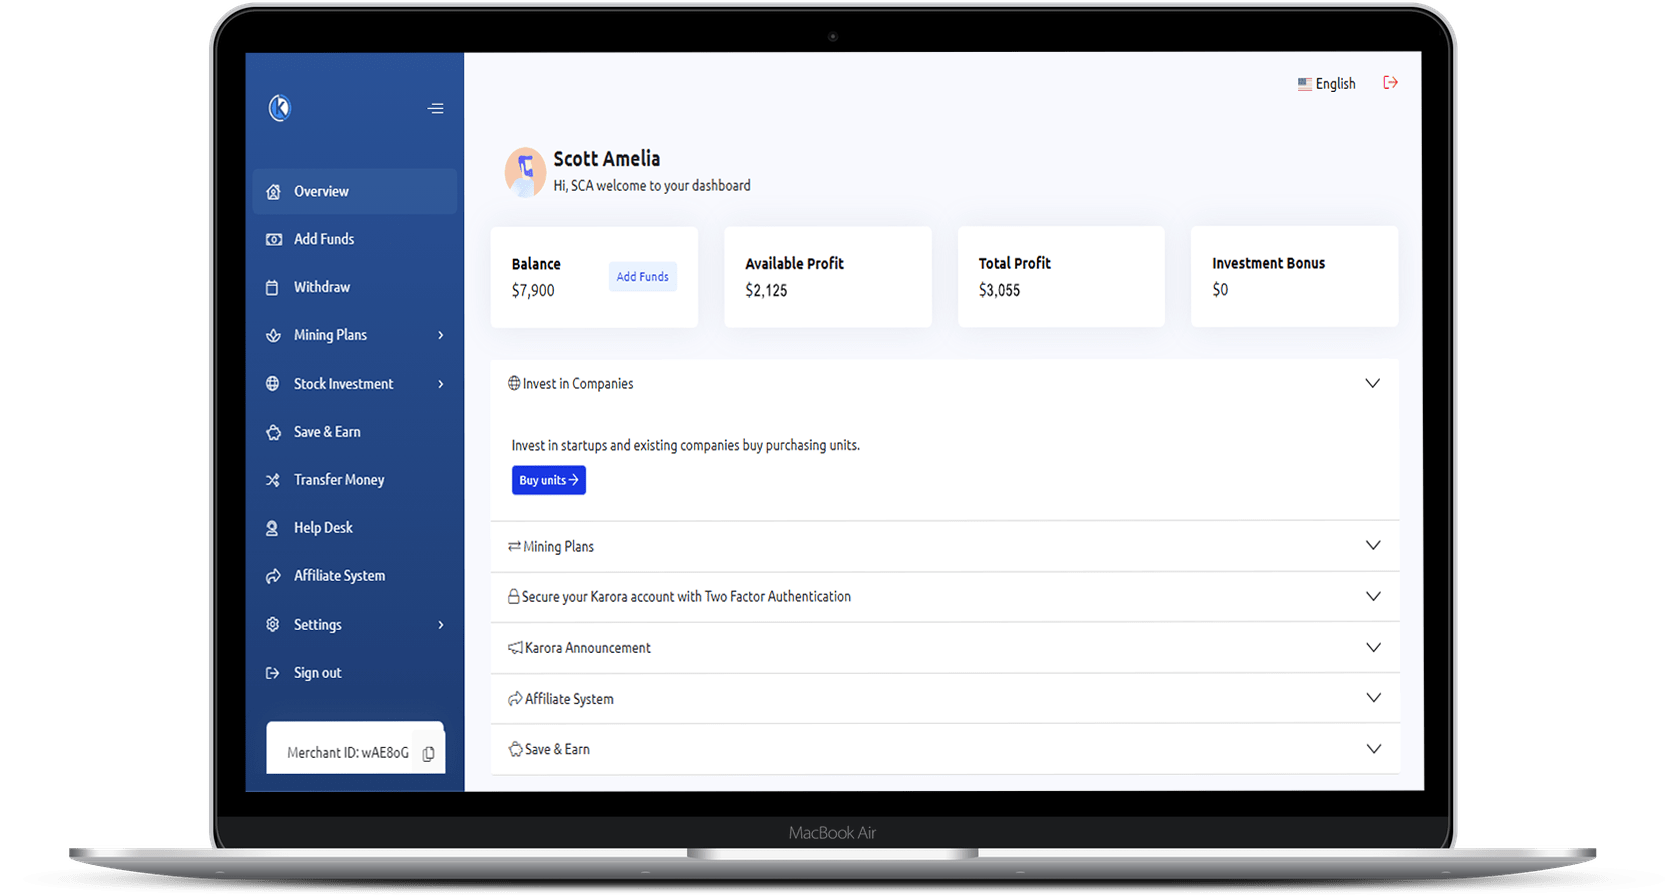 English
Scott Amelia
Hi, SCA welcome to your dashboard
Overview
Add Funds
Withdraw
Mining Plans
Stock Investment
Save & Earn
Transfer Money
Help Desk
Affiliate System
Settings
Sign out
Merchant ID: wAE8oG
Balance
$7,900
Add Funds
Available Profit
$2,125
Total Profit
$3,055
Investment Bonus
$0
Invest in Companies
Invest in startups and existing companies buy purchasing units.
Buy units
Mining Plans
Secure your Karora account with Two Factor Authentication
Karora Announcement
Affiliate System
Save & Earn
MacBook Air